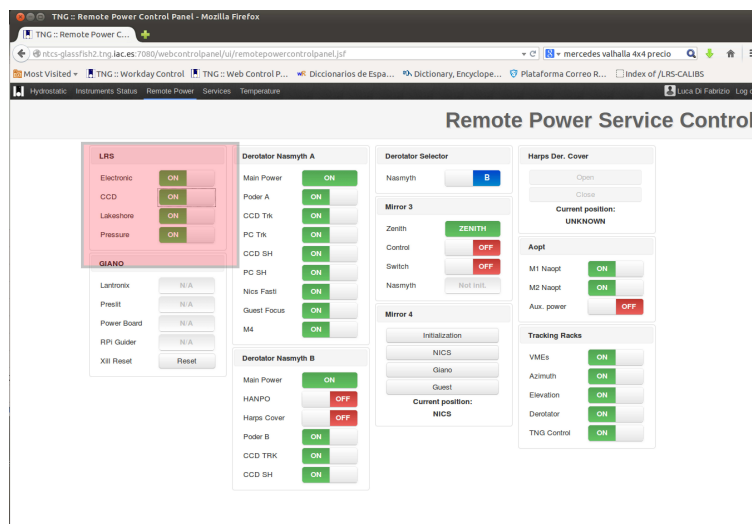 TNG :: Remote Power Control Panel - Mozilla Firefox
TNG :: Remote Power C...
ntcs-glassfish2.tng.iac.es:7080/webcontrolpanel/ui/remotepowercontrolpanel.jsf
mercedes valhalla 4x4 precio
Most Visited TNG :: Workday Control TNG :: Web Control P... Diccionarios de Espa... Dictionary, Encyclope... Plataforma Correo R... Index of /LRS-CALIBS
Hydrostatic Instruments Status Remote Power Services Temperature Luca Di Fabrizio Log
Remote Power Service Control
LRS
Electronic ON
CCD ON
Lakeshore ON
Pressure ON
GIANO
Lantronix N/A
Preslit N/A
Power Board N/A
RPI Guider N/A
Xill Reset Reset
Derotator Nasmyth A
Main Power ON
Poder A ON
CCD Trk ON
PC Trk ON
CCD SH ON
PC SH ON
Nics Fasti ON
Guest Focus ON
M4 ON
Derotator Nasmyth B
Main Power ON
HANPO OFF
Harps Cover OFF
Poder B ON
CCD TRK ON
CCD SH ON
Derotator Selector
Nasmyth B
Mirror 3
Zenith ZENITH
Control OFF
Switch OFF
Nasmyth Not Init.
Mirror 4
Initialization
NICS
Giano
Guest
Current position:
NICS
Harps Der. Cover
Open
Close
Current position:
UNKNOWN
Aopt
M1 Naopt ON
M2 Naopt ON
Aux. power OFF
Tracking Racks
VMEs ON
Azimuth ON
Elevation ON
Derotator ON
TNG Control ON